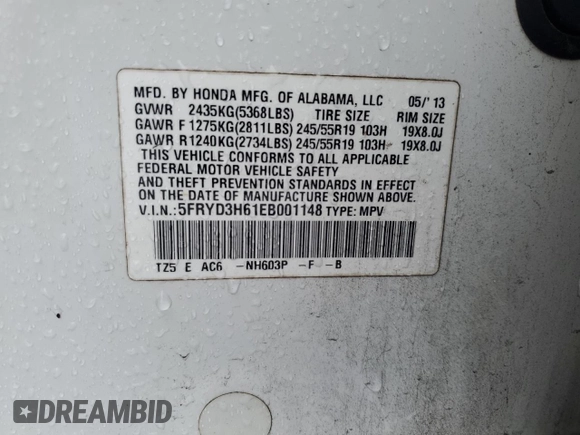 MFD. BY HONDA MFG. OF ALABAMA, LLC 05/'13
GVWR 2435KG(5368LBS) TIRE SIZE RIM SIZE
GAWR F 1275KG(2811LBS) 245/55R19 103H 19X8.0J
GAWR R1240KG(2734LBS) 245/55R19 103H 19X8.0J
THIS VEHICLE CONFORMS TO ALL APPLICABLE
FEDERAL MOTOR VEHICLE SAFETY
AND THEFT PREVENTION STANDARDS IN EFFECT
ON THE DATE OF MANUFACTURE SHOWN ABOVE.
V.I.N.:5FRYD3H61EB001148 TYPE: MPV
TZ5 E AC6 -NH603P -F -B
DREAMBID